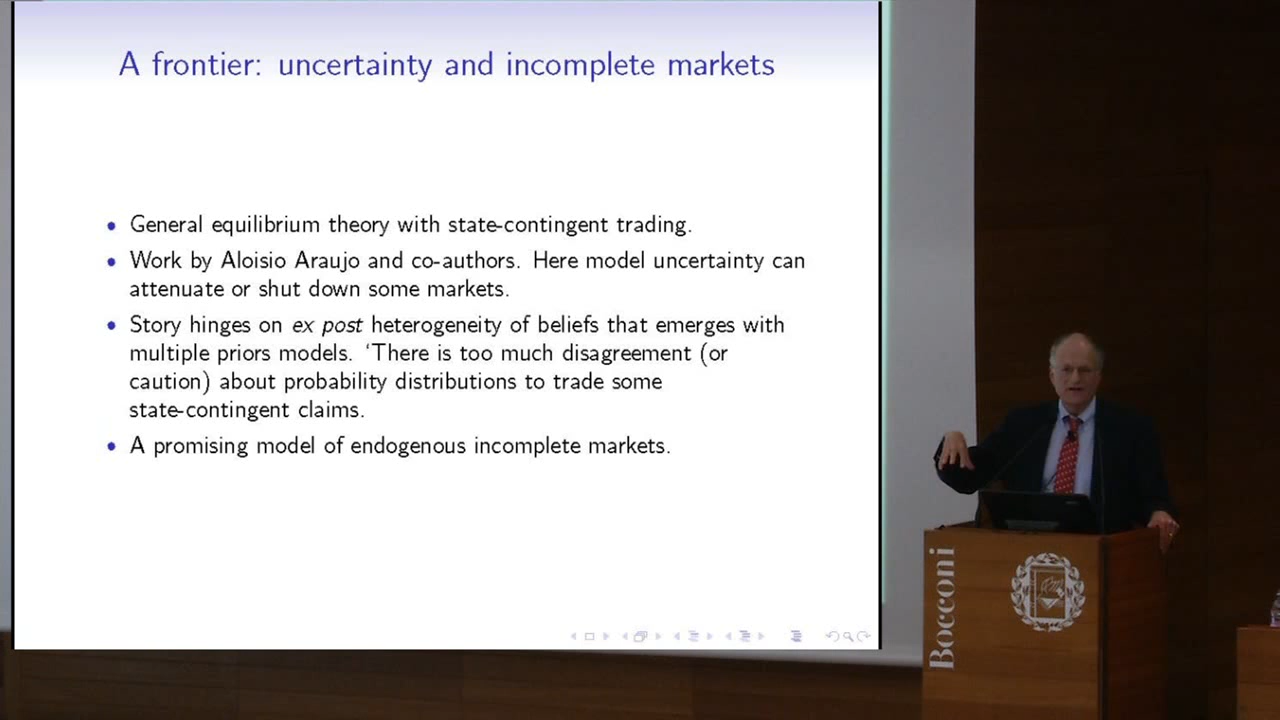 A frontier: uncertainty and incomplete markets
• General equilibrium theory with state-contingent trading.
• Work by Aloisio Araujo and co-authors. Here model uncertainty can
attenuate or shut down some markets.
• Story hinges on ex post heterogeneity of beliefs that emerges with
multiple priors models. ‘There is too much disagreement (or
caution) about probability distributions to trade some
state-contingent claims.
• A promising model of endogenous incomplete markets.
Bocconi